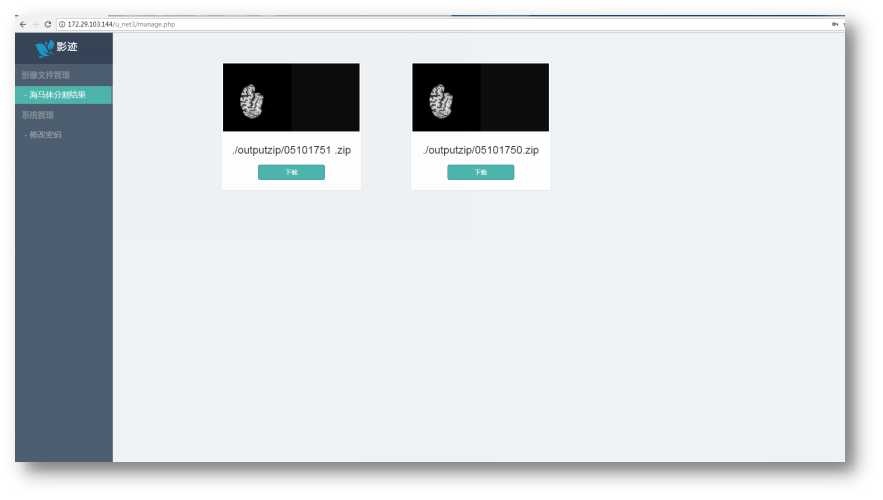 172.29.103.144/u_net3/manage.php
影迹
影像文件管理
- 海马体分割结果
系统管理
- 修改密码
./outputzip/05101751 .zip
下载
./outputzip/05101750.zip
下载